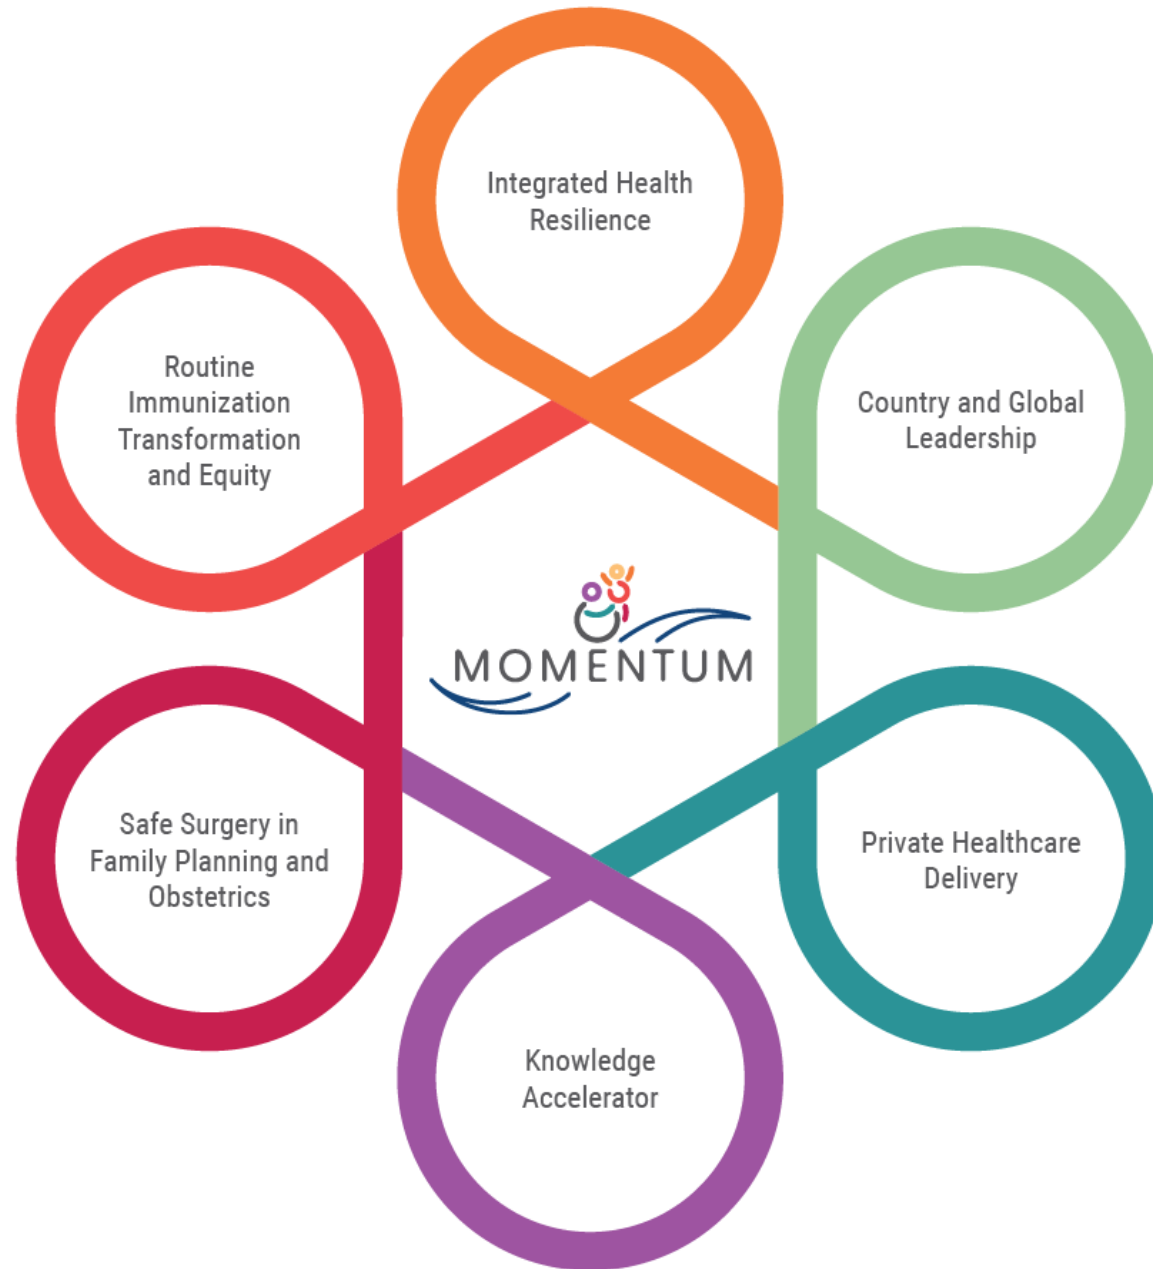 Integrated Health
Resilience
Routine
Immunization
Transformation
and Equity
Country and Global
Leadership
MOMENTUM
Safe Surgery in
Family Planning and
Obstetrics
Private Healthcare
Delivery
Knowledge
Accelerator